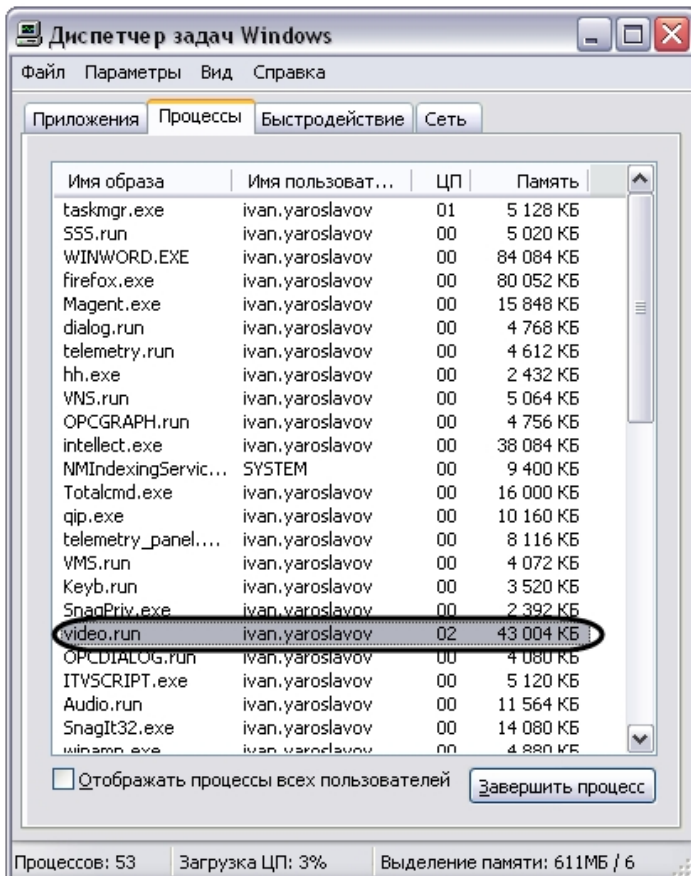 Диспетчер задач Windows
Файл Параметры Вид Справка
Приложения Процессы Быстродействие Сеть
Имя образа Имя пользоват... ЦП Память
taskmgr.exe ivan.yaroslavov 01 5 128 КБ
SSS.run ivan.yaroslavov 00 5 020 КБ
WINWORD.EXE ivan.yaroslavov 00 84 084 КБ
firefox.exe ivan.yaroslavov 00 80 052 КБ
Magent.exe ivan.yaroslavov 00 15 848 КБ
dialog.run ivan.yaroslavov 00 4 768 КБ
telemetry.run ivan.yaroslavov 00 4 612 КБ
hh.exe ivan.yaroslavov 00 2 432 КБ
VNS.run ivan.yaroslavov 00 5 064 КБ
OPCGRAPH.run ivan.yaroslavov 00 4 756 КБ
intellect.exe ivan.yaroslavov 00 38 084 КБ
NMIndexingServic... SYSTEM 00 9 400 КБ
Totalcmd.exe ivan.yaroslavov 00 16 000 КБ
qip.exe ivan.yaroslavov 00 10 160 КБ
telemetry_panel.... ivan.yaroslavov 00 8 116 КБ
VMS.run ivan.yaroslavov 00 4 072 КБ
Keyb.run ivan.yaroslavov 00 3 520 КБ
SnagPriv.exe ivan.yaroslavov 00 2 392 КБ
video.run ivan.yaroslavov 02 43 004 КБ
OPCDIALOG.run ivan.yaroslavov 00 4 080 КБ
ITVSCRIPT.exe ivan.yaroslavov 00 5 120 КБ
Audio.run ivan.yaroslavov 00 11 564 КБ
SnagIt32.exe ivan.yaroslavov 00 14 080 КБ
winamp.exe ivan.yaroslavov 00 4 880 КБ
Отображать процессы всех пользователей Завершить процесс
Процессов: 53 Загрузка ЦП: 3% Выделение памяти: 611МБ / 6